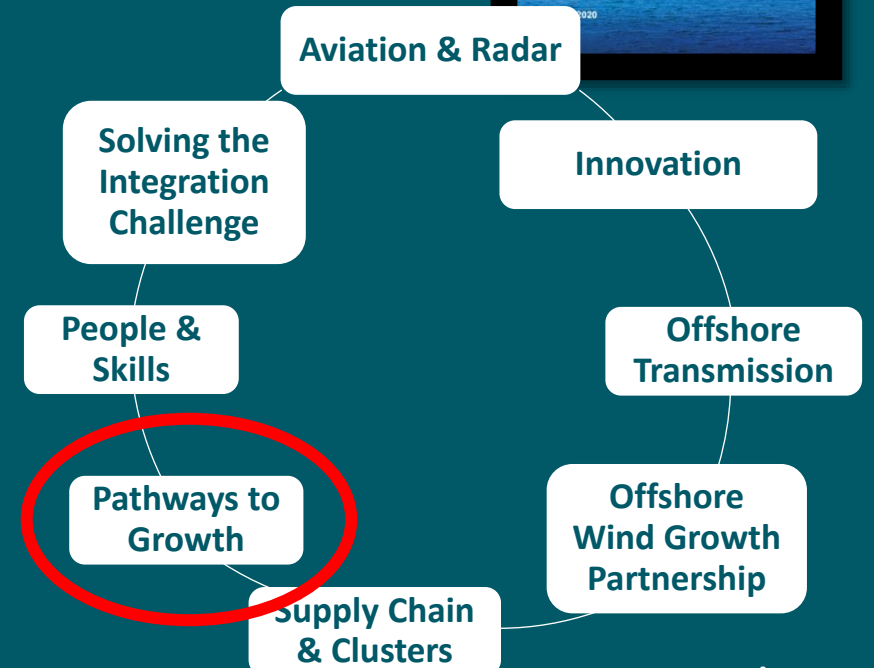 2020
Aviation & Radar
Innovation
Offshore
Transmission
Offshore
Wind Growth
Partnership
Supply Chain
& Clusters
Pathways to
Growth
People &
Skills
Solving the
Integration
Challenge